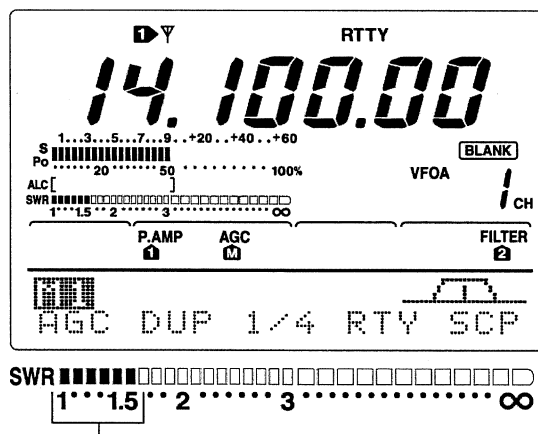 1 RTTY
14.100.00
1...3...5...7...9..+20..+40..+60
S
Po 20 50 100%
BLANK
VFOA
1 CH
ALC [ ]
SWR
1 1.5 2 3 ∞
P.AMP AGC FILTER
1 M 2
M1
AGC DUP 1/4 RTY SCP
SWR
1 1.5 2 3 ∞